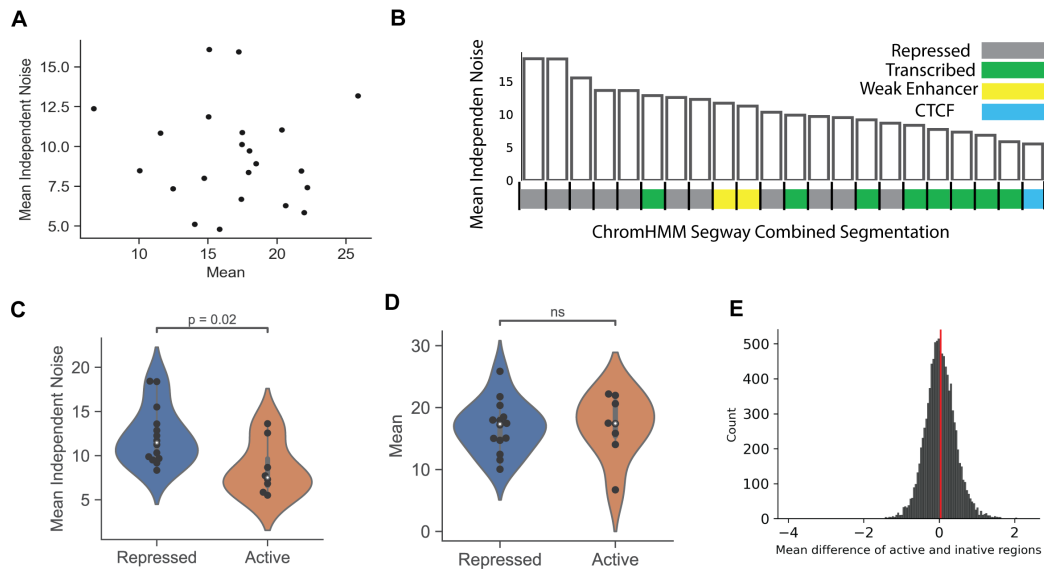 A
Mean Independent Noise
15.0
12.5
10.0
7.5
5.0
10
15
20
25
Mean
B
Mean Independen Noise
15
10
5
0
Repressed
Transcribed
Weak Enhancer
CTCF
ChromHMM Segway Combined Segmentation
C
p = 0.02
Mean Independent Noise
20
15
10
5
Repressed
Active
D
ns
Mean
30
20
10
0
Repressed
Active
E
Count
500
400
300
200
100
0
−4
−2
0
2
Mean difference of active and inative regions